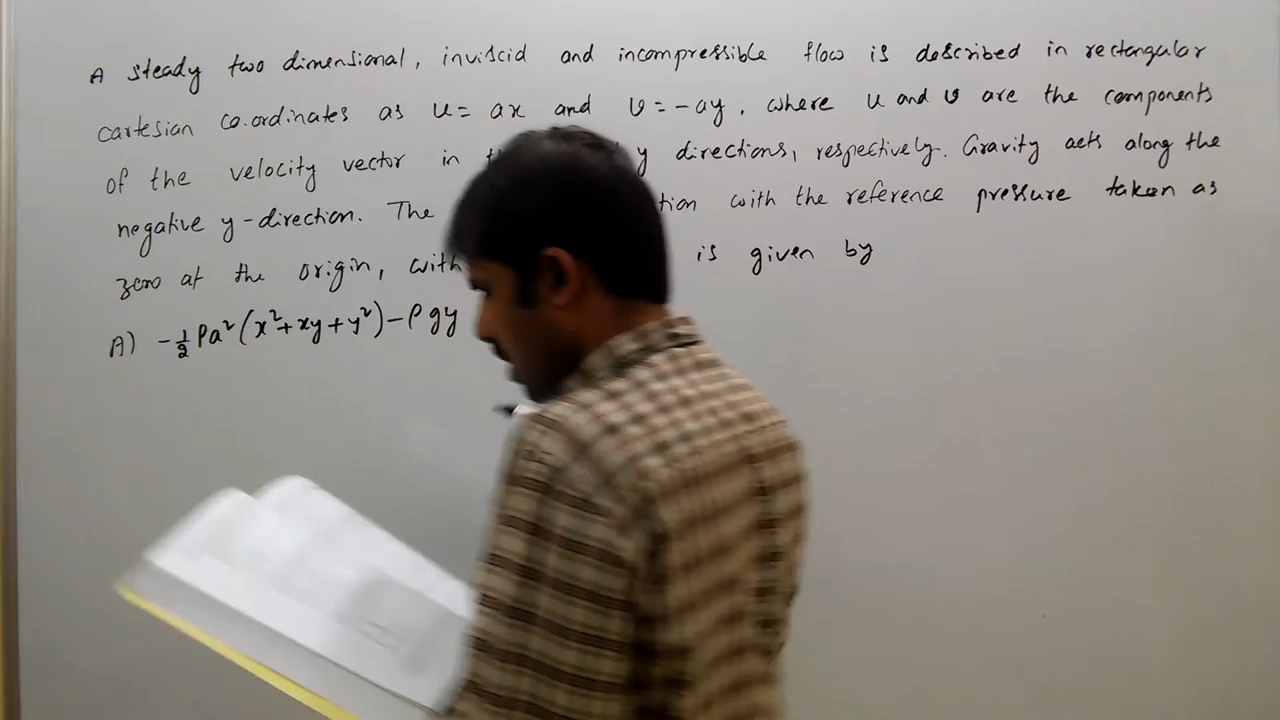 A steady two dimensional, inviscid and incompressible flow is described in rectangular
cartesian co.ordinates as u = ax and v = -ay, where u and v are the components
of the velocity vector in y directions, respectively. Gravity acts along the
negative y-direction. The with the reference pressure taken as
zero at the origin, with is given by
A) -½ρa²(x²+xy+y²)-ρgy